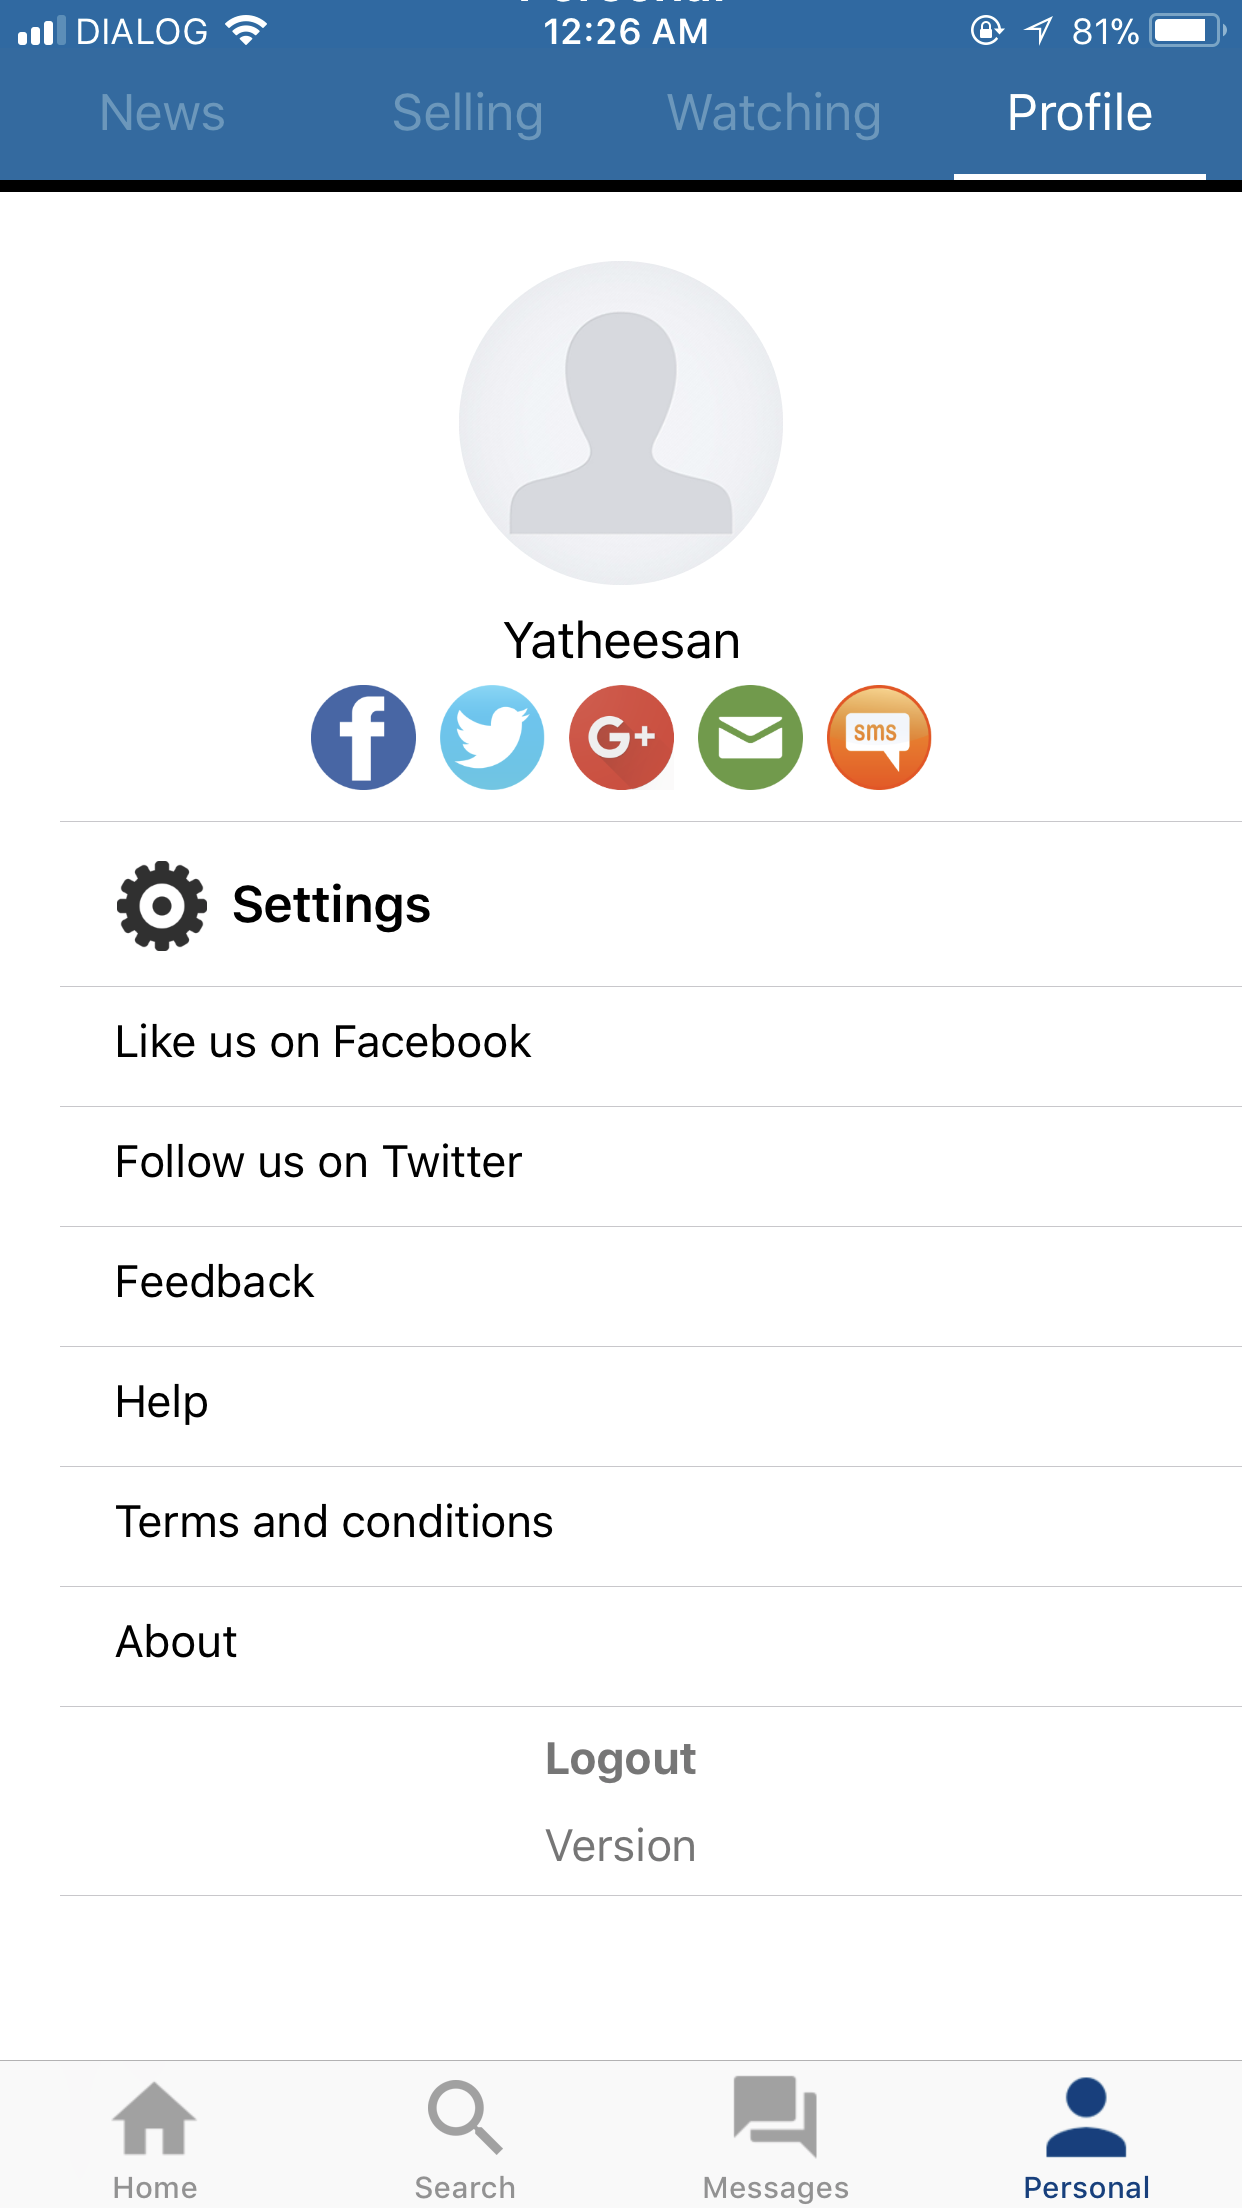 DIALOG 12:26 AM 81%
News Selling Watching Profile
Yatheesan
f G+ sms
Settings
Like us on Facebook
Follow us on Twitter
Feedback
Help
Terms and conditions
About
Logout
Version
Home Search Messages Personal